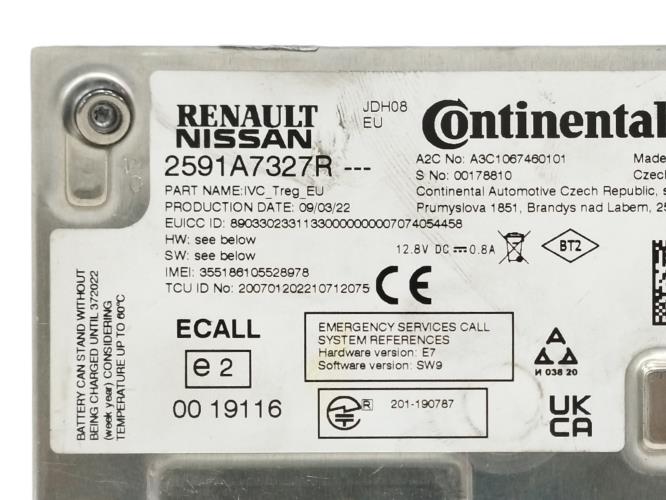 RENAULT
NISSAN
JDH08
EU
Continental
2591A7327R ---
A2C No: A3C1067460101
Made
S No: 00178810
Czech
PART NAME:IVC_Treg_EU
Continental Automotive Czech Republic, s
PRODUCTION DATE: 09/03/22
Prumyslova 1851, Brandys nad Labem, 25
EUICC ID: 89033023311330000000007074054458
HW: see below
SW: see below
12.8V DC 0.8A
BT2
IMEI: 355186105528978
TCU ID No: 200701202210712075
CE
BATTERY CAN STAND WITHOUT
BEING CHARGED UNTIL 372022
(week year) CONSIDERING
TEMPERATURE UP TO 60°C
ECALL
e 2
00 19116
EMERGENCY SERVICES CALL
SYSTEM REFERENCES
Hardware version: E7
Software version: SW9
R 201-190787
A
И 038 20
UK
CA